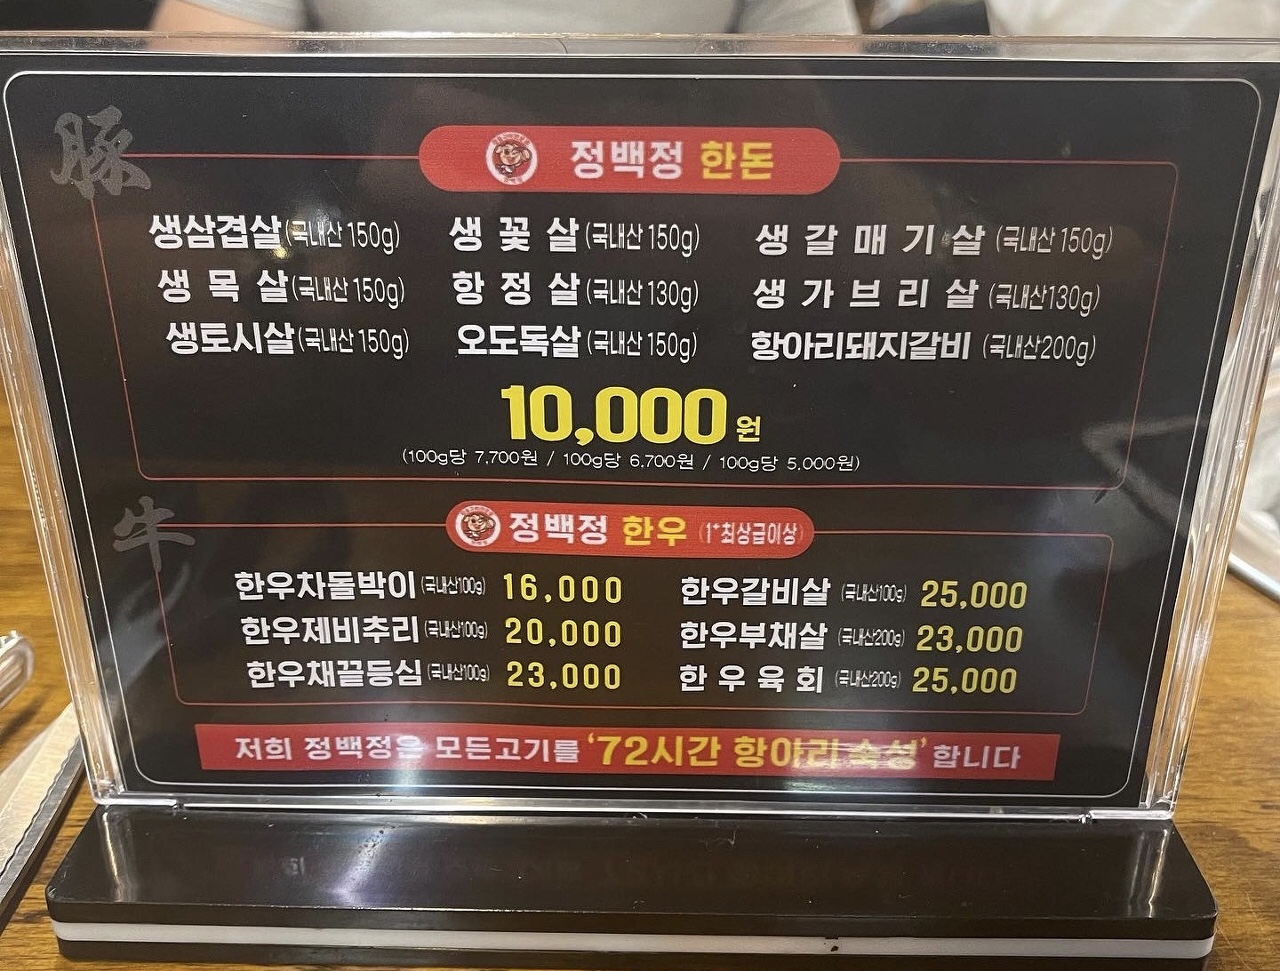 豚
정백정 한돈
생삼겹살(국내산 150g) 생 꽃 살 (국내산 150g) 생 갈 매 기 살 (국내산 150g)
생 목 살(국내산 150g) 항 정 살 (국내산 130g) 생 가 브 리 살 (국내산130g)
생토시살(국내산 150g) 오도독살 (국내산 150g) 항아리돼지갈비 (국내산200g)
10,000원
(100g당 7,700원 / 100g당 6,700원 / 100g당 5,000원)
牛
정백정 한우 (1+최상급이상)
한우차돌박이 (국내산100g) 16,000 한우갈비살 (국내산100g) 25,000
한우제비추리 (국내산100g) 20,000 한우부채살 (국내산200g) 23,000
한우채끝등심 (국내산100g) 23,000 한 우 육 회 (국내산200g) 25,000
저희 정백정은 모든고기를 '72시간 항아리 숙성' 합니다